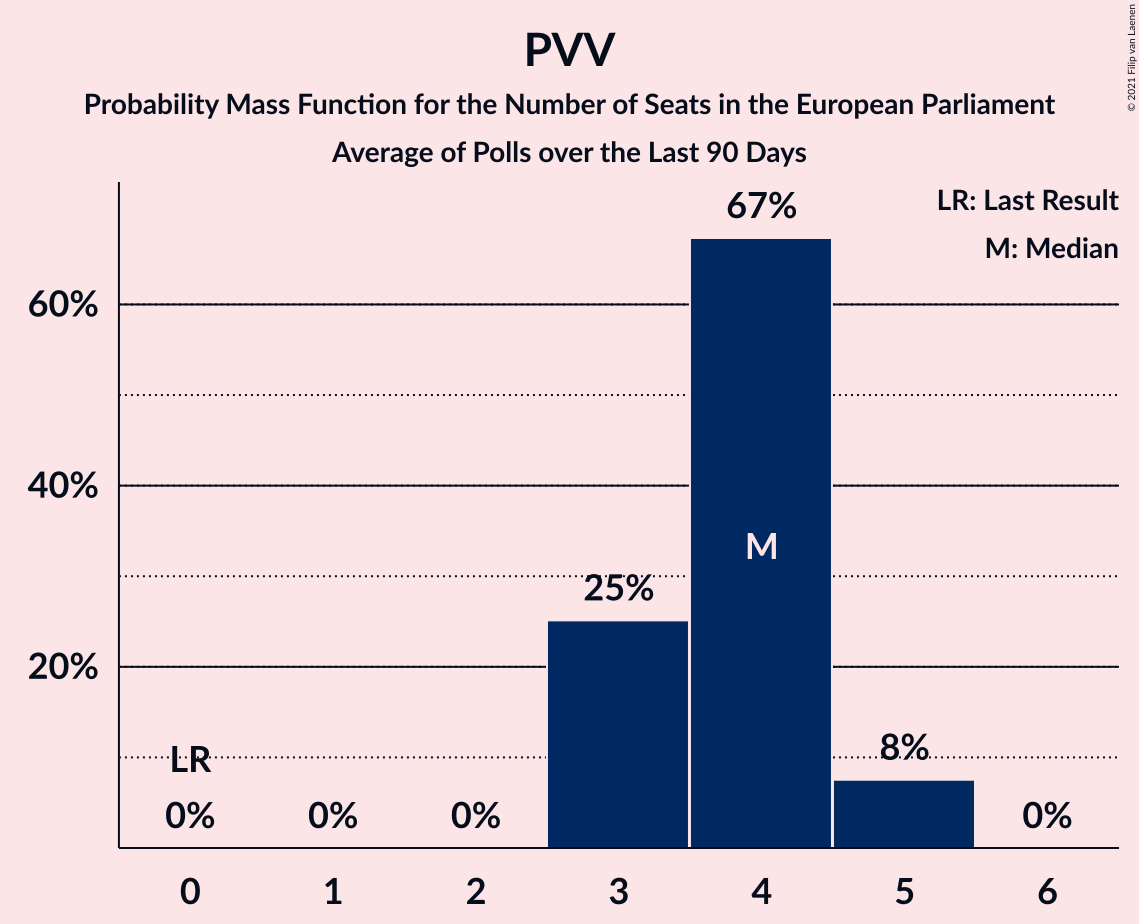 PVV
Probability Mass Function for the Number of Seats in the European Parliament
Average of Polls over the Last 90 Days
© 2021 Filip van Laenen
LR: Last Result
M: Median
67%
60%
40%
M
25%
20%
8%
LR
0%
0%
0%
0%
0 1 2 3 4 5 6